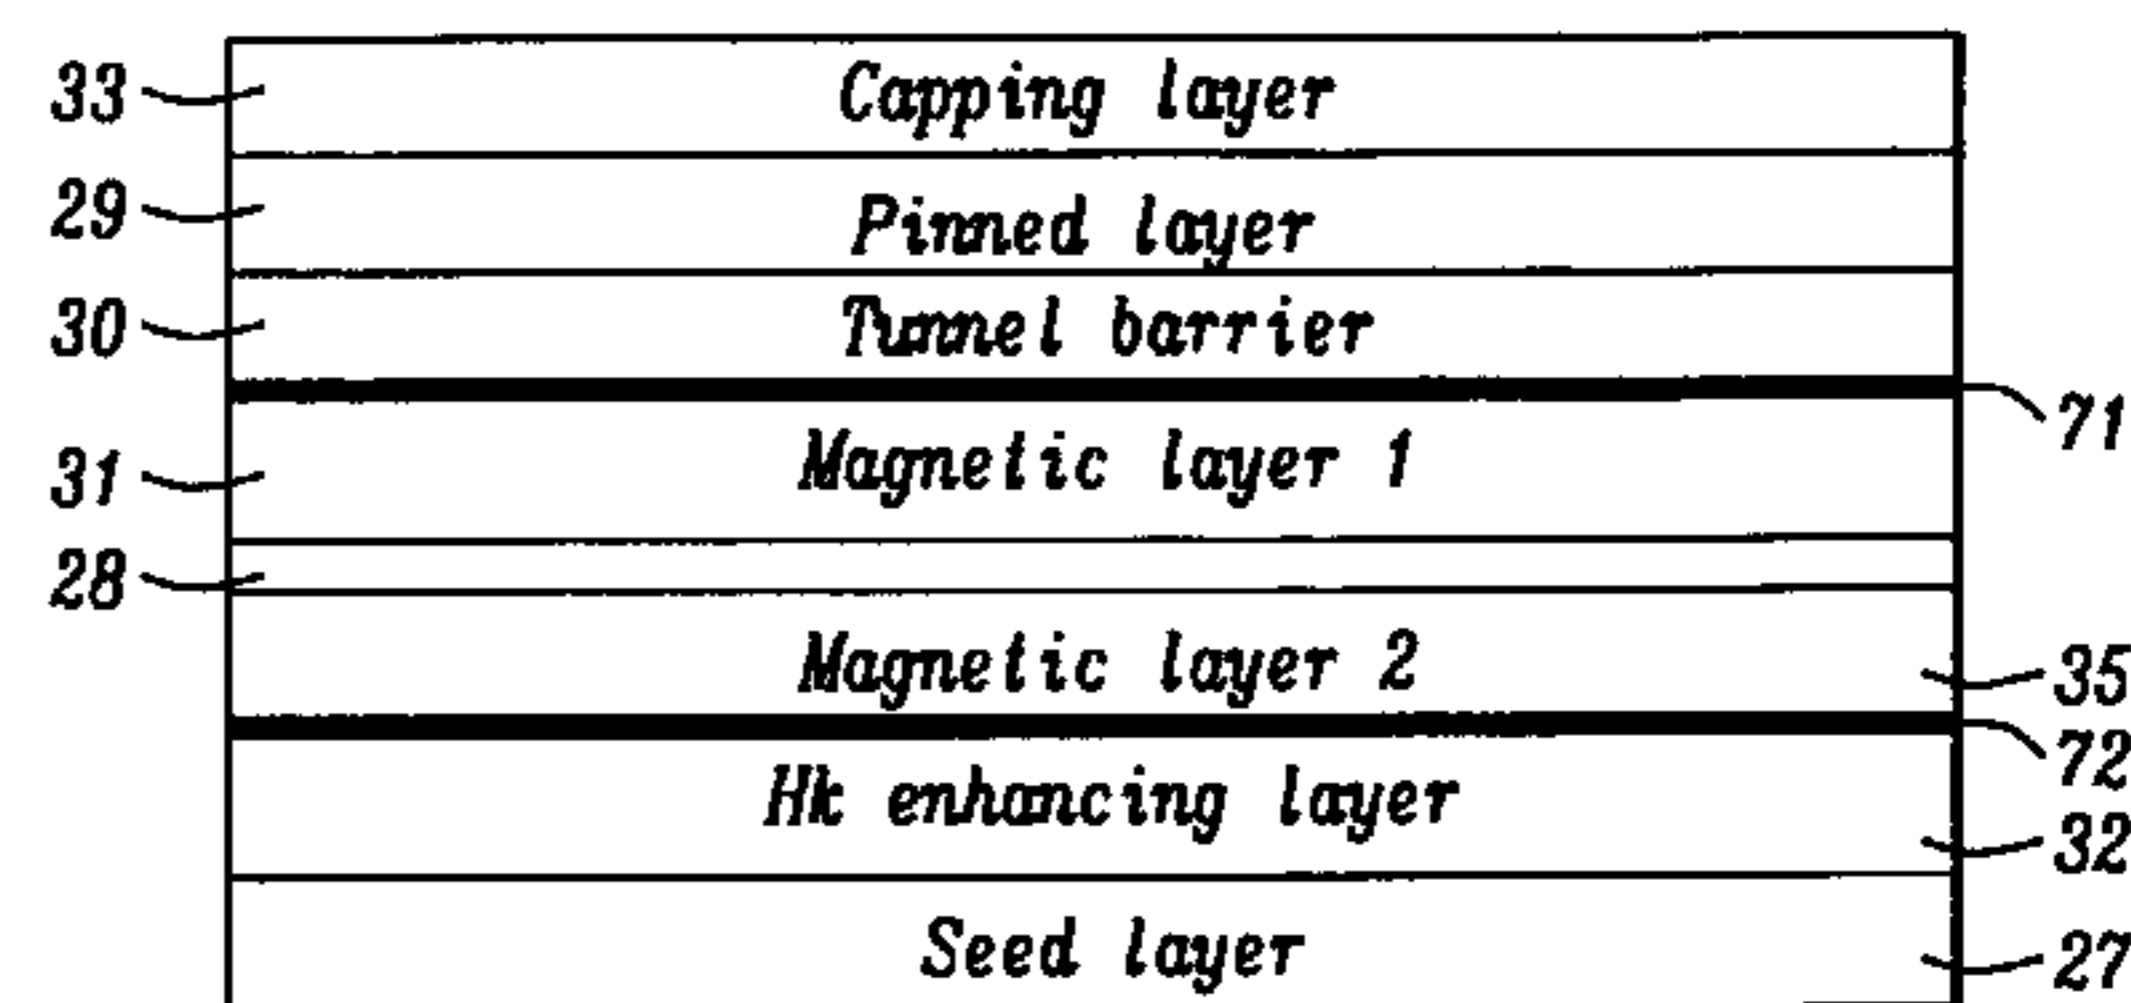 33 Capping layer
29 Pinned layer
30 Tunnel barrier
71
31 Magnetic layer 1
28
Magnetic layer 2 35
72
Hk enhancing layer 32
Seed layer 27